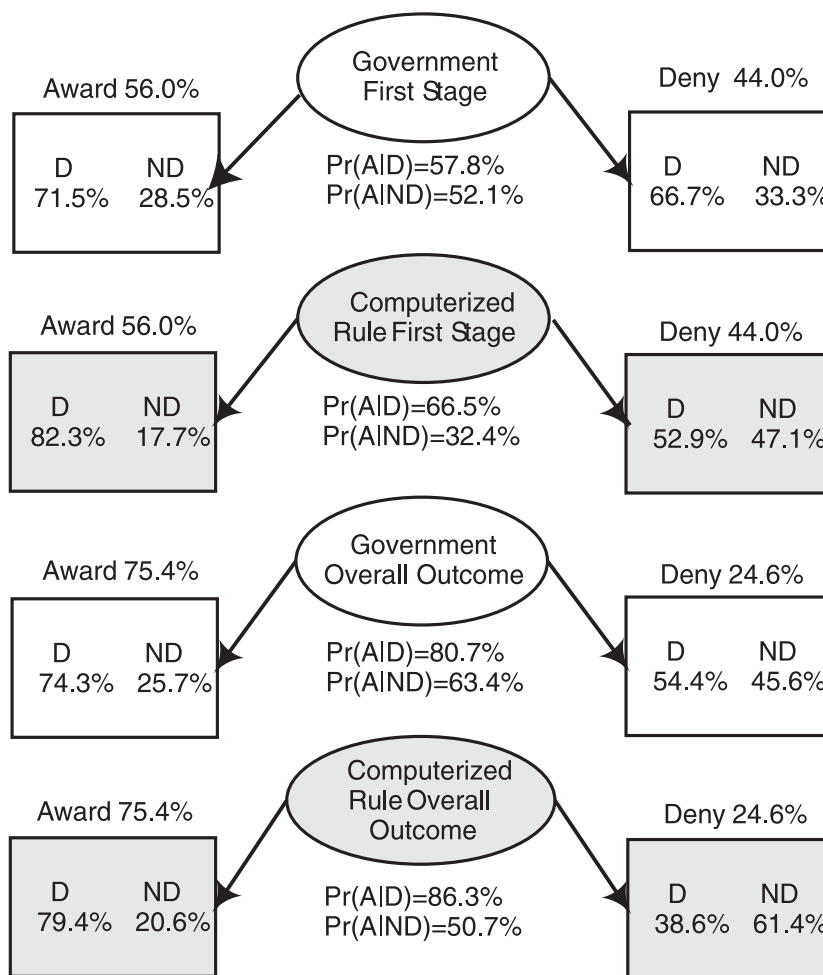 Government
First Stage
Award 56.0%
Deny 44.0%
D ND
71.5% 28.5%
Pr(A|D)=57.8%
Pr(A|ND)=52.1%
D ND
66.7% 33.3%
Computerized
Rule First Stage
Award 56.0%
Deny 44.0%
D ND
82.3% 17.7%
Pr(A|D)=66.5%
Pr(A|ND)=32.4%
D ND
52.9% 47.1%
Government
Overall Outcome
Award 75.4%
Deny 24.6%
D ND
74.3% 25.7%
Pr(A|D)=80.7%
Pr(A|ND)=63.4%
D ND
54.4% 45.6%
Computerized
Rule Overall
Outcome
Award 75.4%
Deny 24.6%
D ND
79.4% 20.6%
Pr(A|D)=86.3%
Pr(A|ND)=50.7%
D ND
38.6% 61.4%